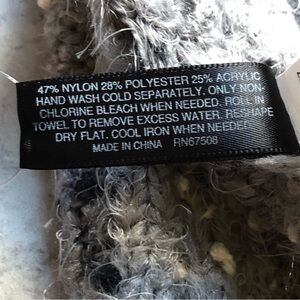 47% NYLON 28% POLYESTER 25% ACRYLIC
HAND WASH COLD SEPARATELY. ONLY NON-
CHLORINE BLEACH WHEN NEEDED. ROLL IN
TOWEL TO REMOVE EXCESS WATER. RESHAPE
DRY FLAT. COOL IRON WHEN NEEDED.
MADE IN CHINA RN67508